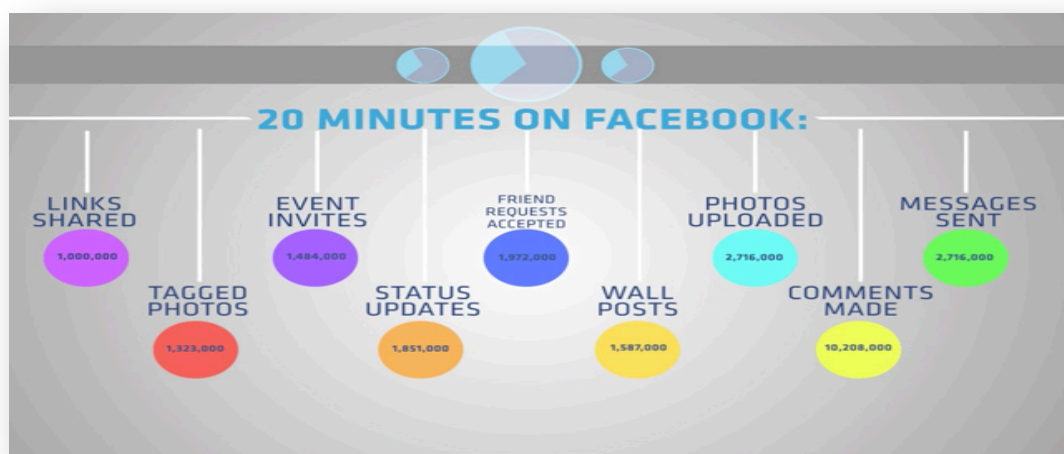 20 MINUTES ON FACEBOOK:
LINKS
SHARED
1,000,000
TAGGED
PHOTOS
1,323,000
EVENT
INVITES
1,484,000
STATUS
UPDATES
1,851,000
FRIEND
REQUESTS
ACCEPTED
1,972,000
WALL
POSTS
1,587,000
PHOTOS
UPLOADED
2,716,000
COMMENTS
MADE
10,208,000
MESSAGES
SENT
2,716,000